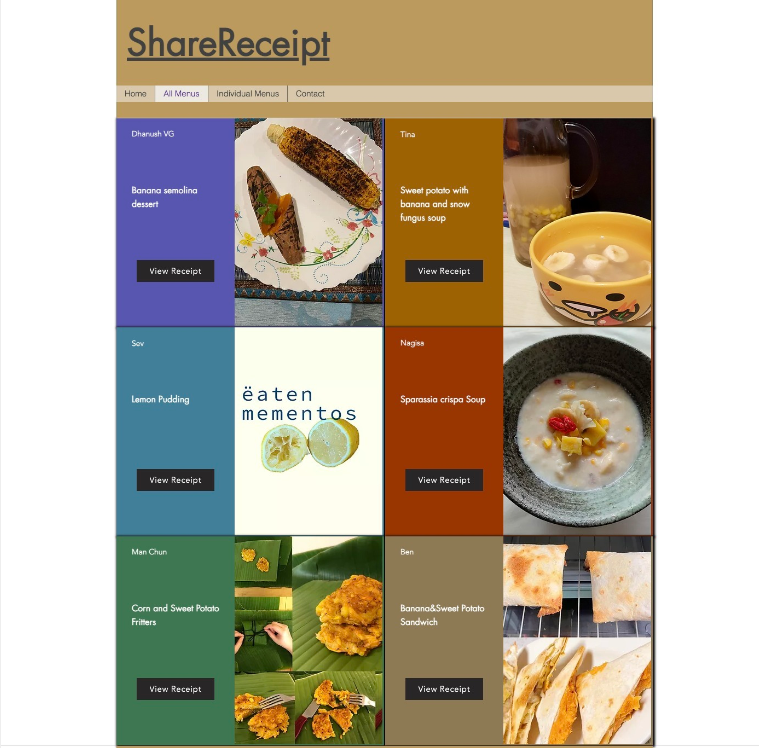 ShareReceipt
Home
All Menus
Individual Menus
Contact
Dhanush VG
Banana semolina
dessert
View Receipt
Tina
Sweet potato with
banana and snow
fungus soup
View Receipt
Sev
Lemon Pudding
View Receipt
ëaten
mementos
Nagisa
Sparassia crispa Soup
View Receipt
Man Chun
Corn and Sweet Potato
Fritters
View Receipt
Ben
Banana&Sweet Potato
Sandwich
View Receipt